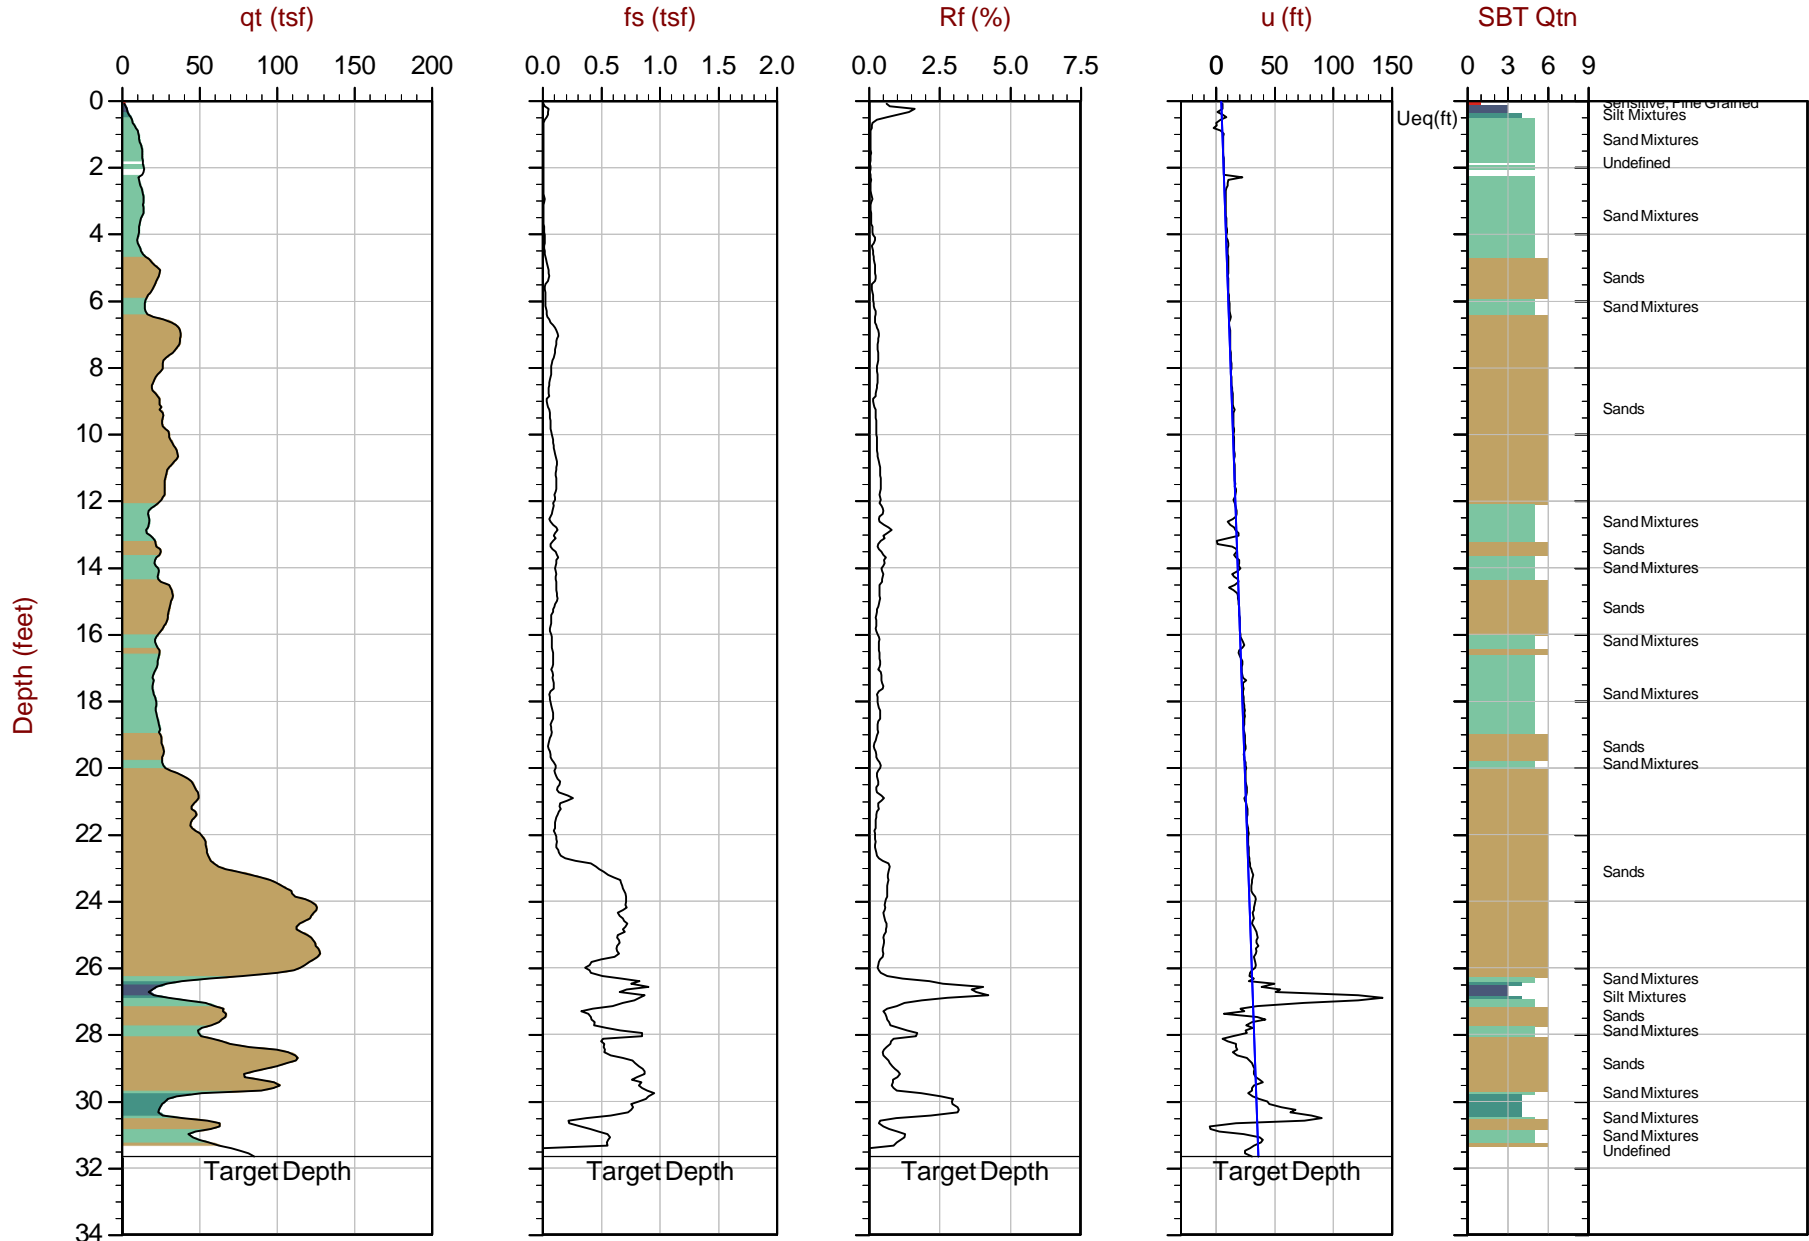 qt (tsf) fs (tsf) Rf (%) u (ft) SBT Qtn
0 50 100 150 200 0.0 0.5 1.0 1.5 2.0 0.0 2.5 5.0 7.5 0 50 100 150 0 3 6 9
0
Sensitive, Fine Grained
Ueq(ft)
Silt Mixtures
Sand Mixtures
Undefined
2
Sand Mixtures
4
Sands
6
Sand Mixtures
8
Sands
10
12
Sand Mixtures
Sands
14
Sand Mixtures
Depth (feet)
Sands
16
Sand Mixtures
Sand Mixtures
18
Sands
20
Sand Mixtures
22
Sands
24
26
Sand Mixtures
Silt Mixtures
Sands
28
Sand Mixtures
Sands
Sand Mixtures
30
Sand Mixtures
Sand Mixtures
Undefined
32
Target Depth Target Depth Target Depth Target Depth
34